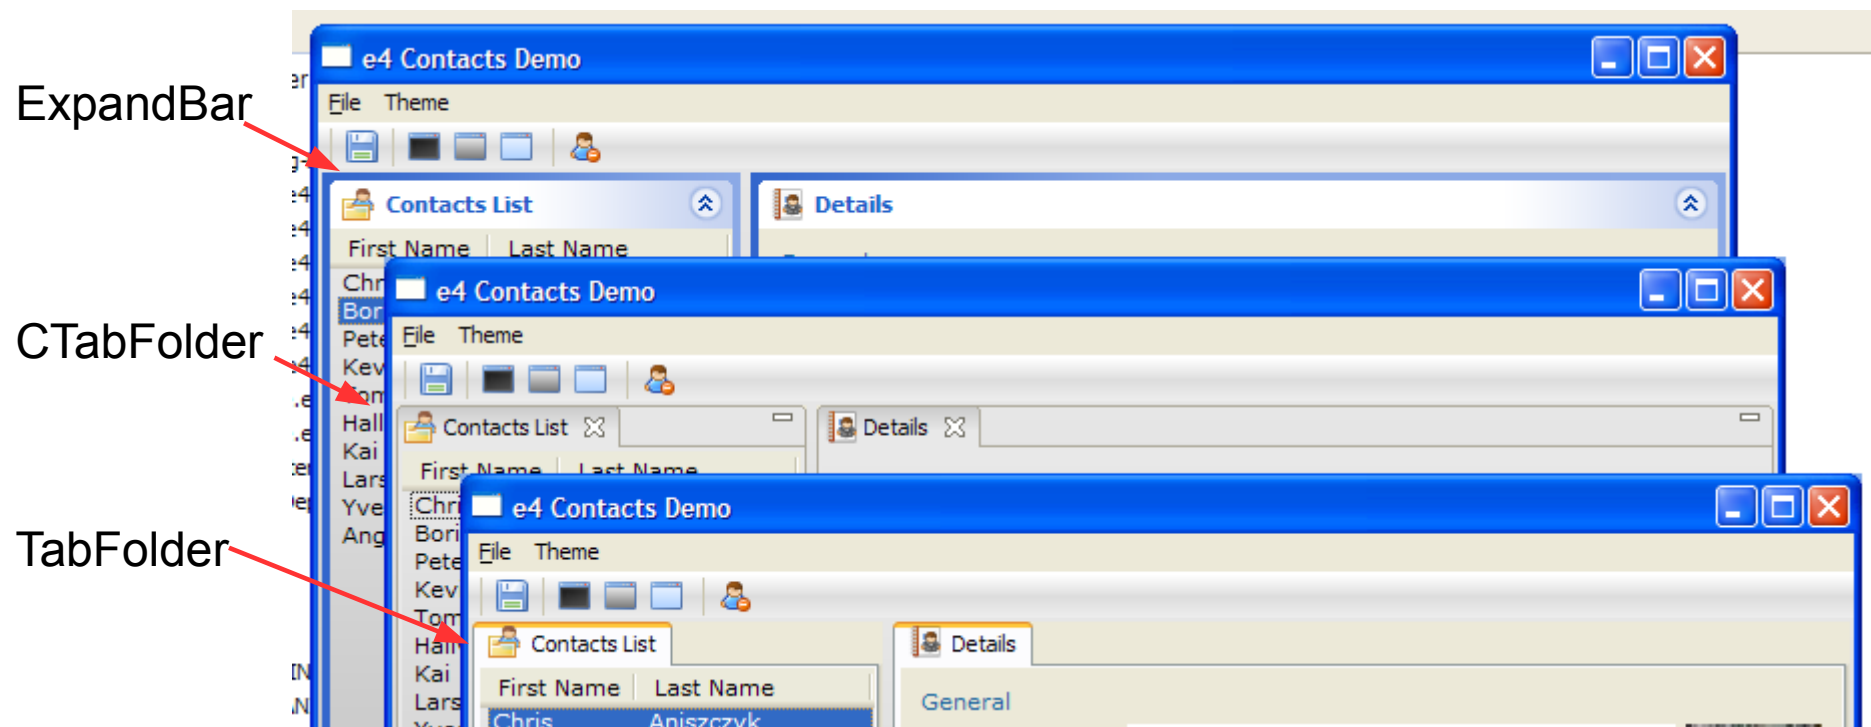 ExpandBar
e4 Contacts Demo
File Theme
Contacts List
Details
First Name Last Name
CTabFolder
e4 Contacts Demo
File Theme
Contacts List
Details
First Name Last Name
TabFolder
e4 Contacts Demo
File Theme
Contacts List
Details
First Name Last Name
General
Chris Aniszczyk
Kai
Lars
Kai